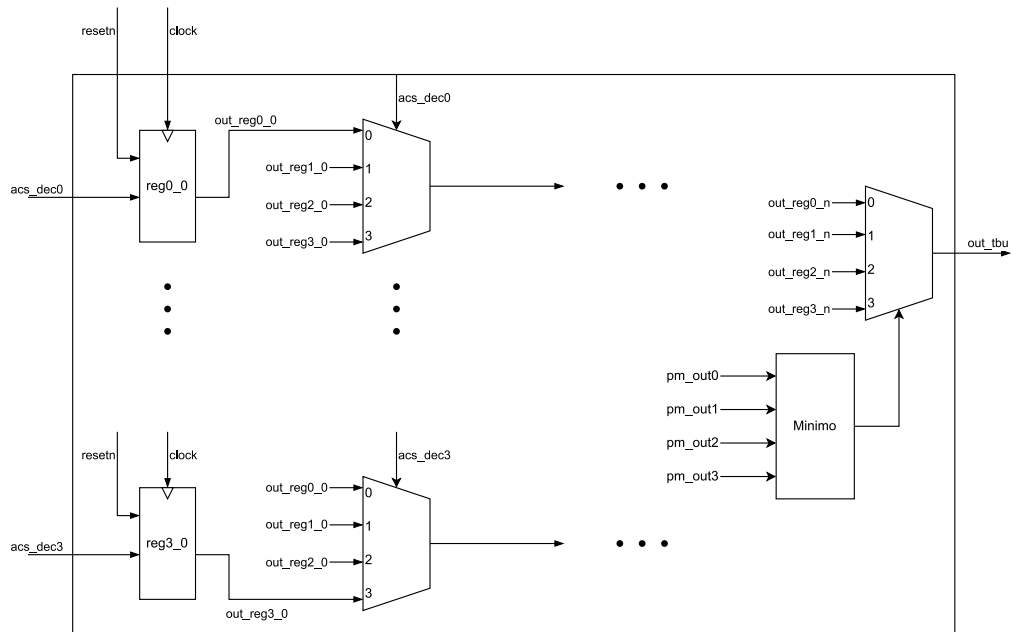 resetn
clock
acs_dec0
out_reg0_0
0
out_reg1_0
1
reg0_0
acs_dec0
out_reg2_0
2
out_reg3_0
3
out_reg0_n
0
out_reg1_n
1
out_tbu
out_reg2_n
2
out_reg3_n
3
pm_out0
pm_out1
Minimo
pm_out2
pm_out3
resetn
clock
acs_dec3
out_reg0_0
0
out_reg1_0
1
reg3_0
acs_dec3
out_reg2_0
2
3
out_reg3_0